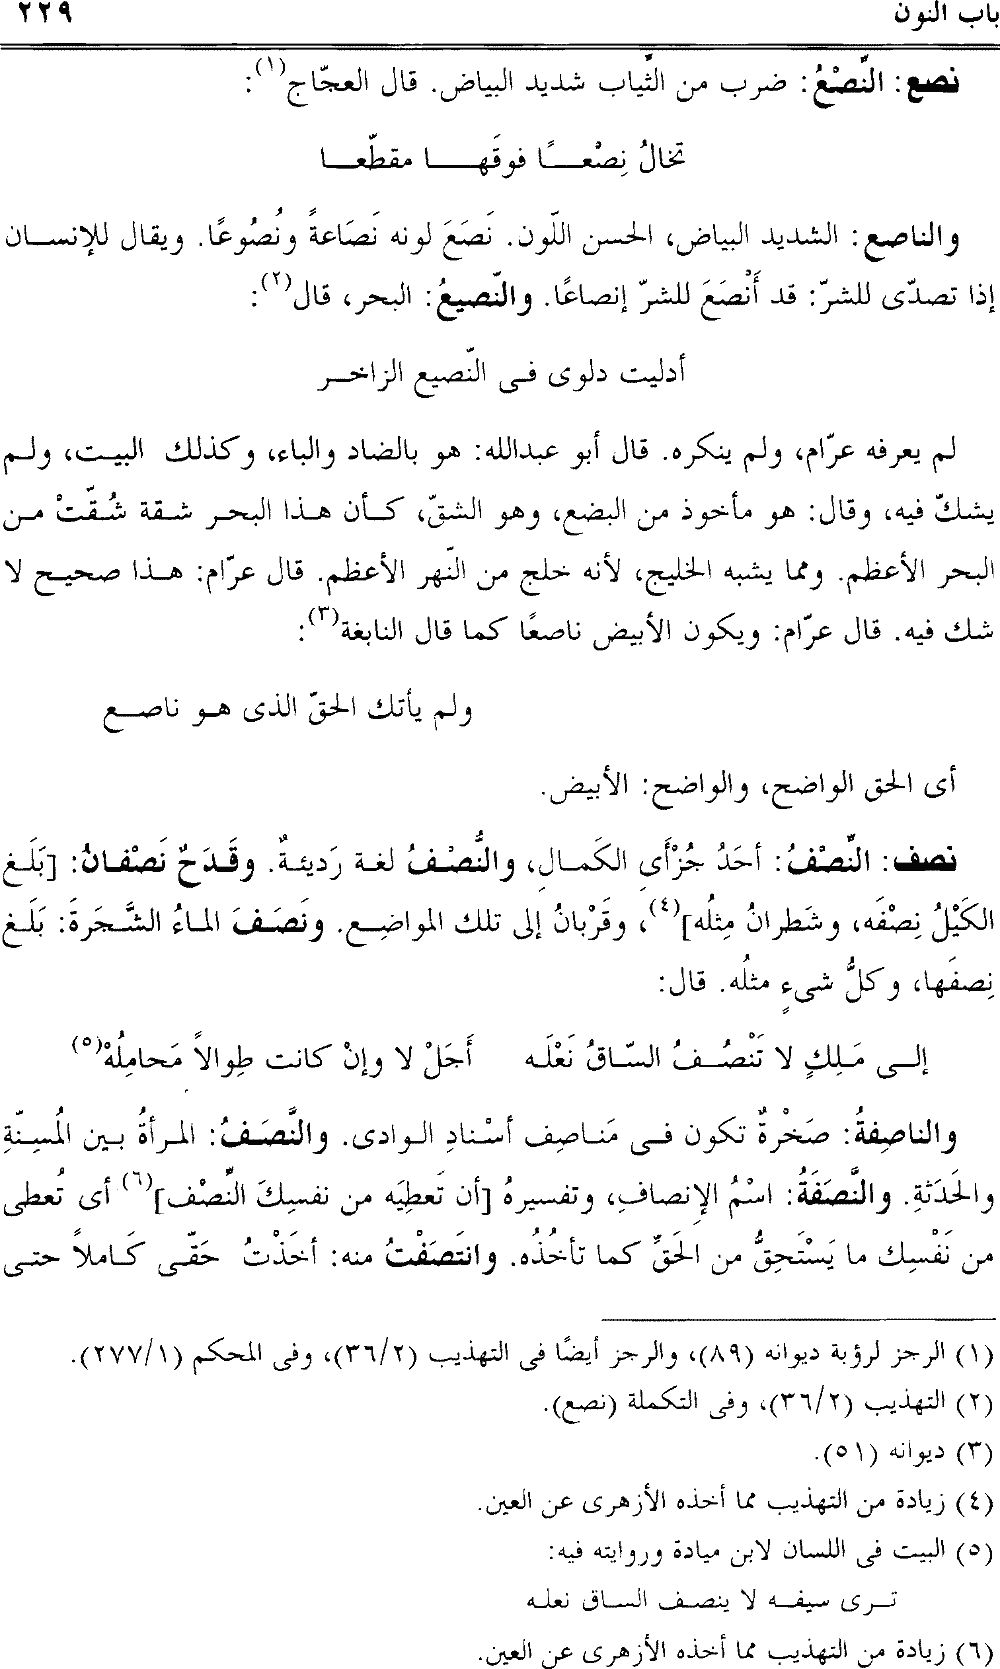 باب النون ٢٢٩
نصع: النَّصْعُ: ضرب من الثّياب شديد البياض. قال العجّاج(١):
تخالُ نِصْعًا فوقَها مقطّعا
والناصع: الشديد البياض، الحسن اللّون. نَصَعَ لونه نَصَاعةً ونُصُوعًا. ويقال للإنسان
إذا تصدّى للشرّ: قد أَنْصَعَ للشرّ إنصاعًا. والنّصيعُ: البحر، قال(٢):
أدليت دلوى فى النّصيع الزاخر
لم يعرفه عرّام، ولم ينكره. قال أبو عبدالله: هو بالضاد والباء، وكذلك البيت، ولم
يشكّ فيه، وقال: هو مأخوذ من البضع، وهو الشقّ، كأن هذا البحر شقة شُقّتْ من
البحر الأعظم. ومما يشبه الخليج، لأنه خلج من النّهر الأعظم. قال عرّام: هذا صحيح لا
شك فيه. قال عرّام: ويكون الأبيض ناصعًا كما قال النابغة(٣):
ولم يأتك الحقّ الذى هو ناصع
أى الحق الواضح، والواضح: الأبيض.
نصف: النِّصْفُ: أحَدُ جُزْأَىِ الكَمالِ، والنُّصْفُ لغة رَديئةٌ. وقَدَحٌ نَصْفانُ: [بَلَغ
الكَيْلُ نِصْفَه، وشَطرانُ مِثلُه](٤)، وقَرْبانُ إلى تلك المواضِع. ونَصَفَ الماءُ الشَّجَرةَ: بَلَغ
نِصفَها، وكلُّ شىءٍ مثلُه. قال:
إلى مَلِكٍ لا تَنْصُفُ السّاقُ نَعْلَه أَجَلْ لا وإنْ كانت طِوالاً مَحامِلُهْ(٥)
والناصِفةُ: صَخْرةٌ تكون فى مَناصِف أسْنادِ الوادى. والنَّصَفُ: المرأةُ بين المُسِنّةِ
والحَدَثةِ. والنَّصَفَةُ: اسْمُ الإنصافِ، وتفسيرهُ [أن تَعطِيَه من نفسِكَ النِّصْف](٦) أى تُعطى
من نَفْسِك ما يَسْتَحِقُّ من الحَقِّ كما تأخُذُه. وانتَصَفْتُ منه: أخَذْتُ حَقّى كَاملاً حتى
(١) الرجز لرؤبة ديوانه (٨٩)، والرجز أيضًا فى التهذيب (٣٦/٢)، وفى المحكم (٢٧٧/١).
(٢) التهذيب (٣٦/٢)، وفى التكملة (نصع).
(٣) ديوانه (٥١).
(٤) زيادة من التهذيب مما أخذه الأزهرى عن العين.
(٥) البيت فى اللسان لابن ميادة وروايته فيه:
ترى سيفه لا ينصف الساق نعله
(٦) زيادة من التهذيب مما أخذه الأزهرى عن العين.